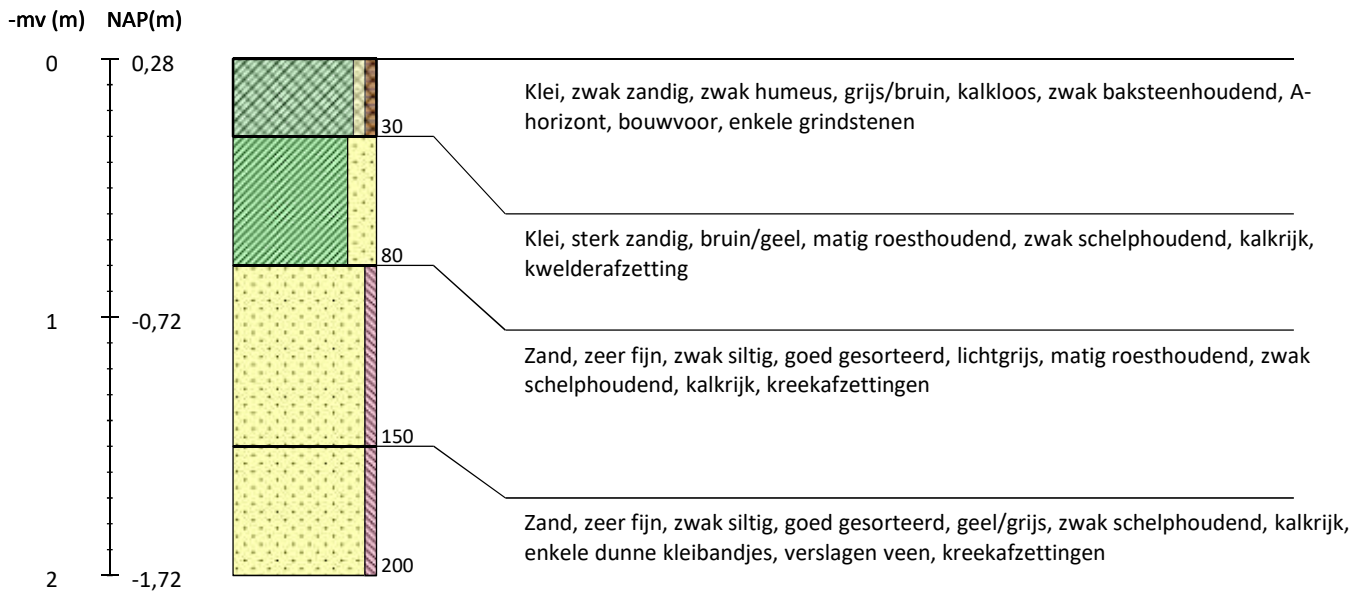 -mv (m) NAP(m)
0 0,28
Klei, zwak zandig, zwak humeus, grijs/bruin, kalkloos, zwak baksteenhoudend, A-
horizont, bouwvoor, enkele grindstenen
30
Klei, sterk zandig, bruin/geel, matig roesthoudend, zwak schelphoudend, kalkrijk,
kwelderafzetting
80
1 -0,72
Zand, zeer fijn, zwak siltig, goed gesorteerd, lichtgrijs, matig roesthoudend, zwak
schelphoudend, kalkrijk, kreekafzettingen
150
Zand, zeer fijn, zwak siltig, goed gesorteerd, geel/grijs, zwak schelphoudend, kalkrijk,
enkele dunne kleibandjes, verslagen veen, kreekafzettingen
200
2 -1,72